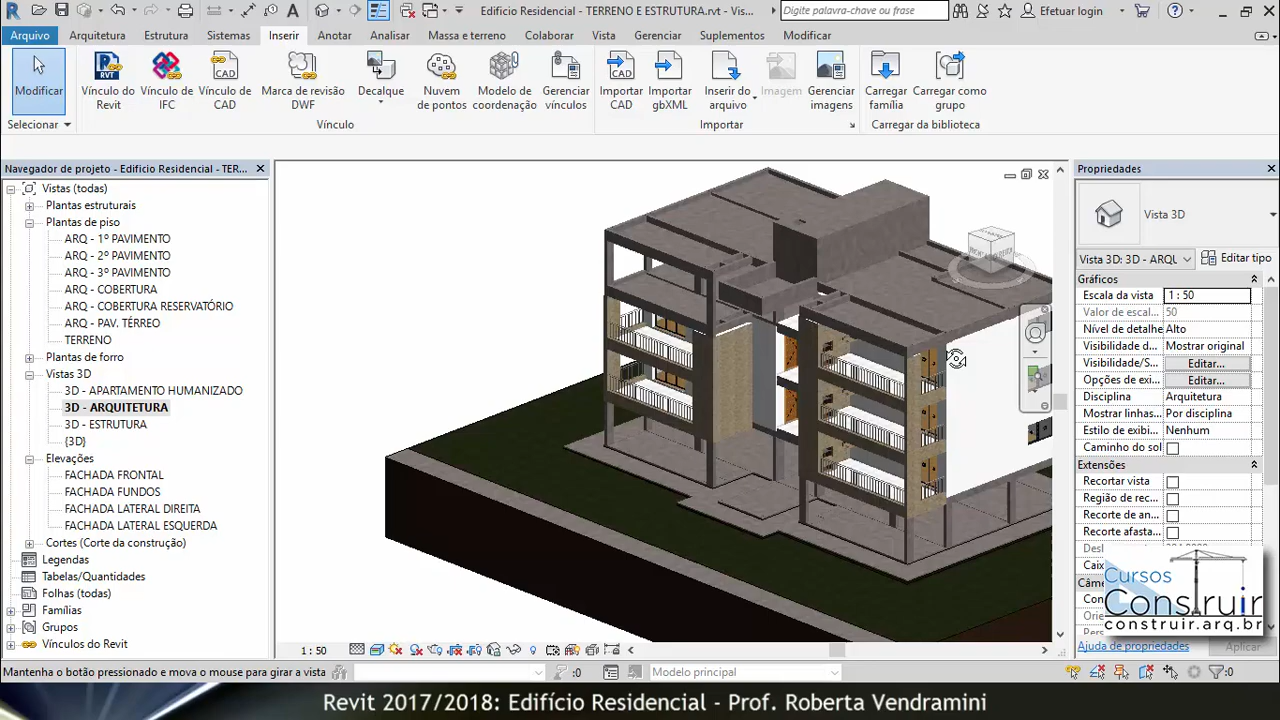 Edificio Residencial - TERRENO E ESTRUTURA.rvt - Vis...
Digite palavra-chave ou frase
Efetuar login
Arquivo Arquitetura Estrutura Sistemas Inserir Anotar Analisar Massa e terreno Colaborar Vista Gerenciar Suplementos Modificar
Modificar
Vínculo do Revit
Vínculo de IFC
Vínculo de CAD
Marca de revisão DWF
Decalque
Nuvem de pontos
Modelo de coordenação
Gerenciar vínculos
Importar CAD
Importar gbXML
Inserir do arquivo
Imagem
Gerenciar imagens
Carregar família
Carregar como grupo
Selecionar
Vínculo
Importar
Carregar da biblioteca
Navegador de projeto - Edificio Residencial - TER...
Vistas (todas)
Plantas estruturais
Plantas de piso
ARQ - 1º PAVIMENTO
ARQ - 2º PAVIMENTO
ARQ - 3º PAVIMENTO
ARQ - COBERTURA
ARQ - COBERTURA RESERVATÓRIO
ARQ - PAV. TÉRREO
TERRENO
Plantas de forro
Vistas 3D
3D - APARTAMENTO HUMANIZADO
3D - ARQUITETURA
3D - ESTRUTURA
{3D}
Elevações
FACHADA FRONTAL
FACHADA FUNDOS
FACHADA LATERAL DIREITA
FACHADA LATERAL ESQUERDA
Cortes (Corte da construção)
Legendas
Tabelas/Quantidades
Folhas (todas)
Famílias
Grupos
Vínculos do Revit
Propriedades
Vista 3D
Vista 3D: 3D - ARQU
Editar tipo
Gráficos
Escala da vista 1 : 50
Valor de escal... 50
Nível de detalhe Alto
Visibilidade d... Mostrar original
Visibilidade/S... Editar...
Opções de exi... Editar...
Disciplina Arquitetura
Mostrar linhas... Por disciplina
Estilo de exibi... Nenhum
Caminho do sol
Extensões
Recortar vista
Região de rec...
Recorte de an...
Recorte afasta...
Caix
Câme
Con
Ajuda de propriedades
Aplicar
Cursos
Construir
construir.arq.br
1 : 50
Mantenha o botão pressionado e mova o mouse para girar a vista
:0
Modelo principal
:0
Revit 2017/2018: Edifício Residencial - Prof. Roberta Vendramini